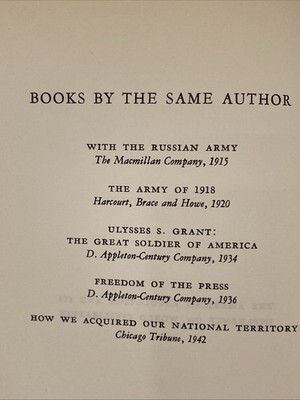 BOOKS BY THE SAME AUTHOR
WITH THE RUSSIAN ARMY
The Macmillan Company, 1915
THE ARMY OF 1918
Harcourt, Brace and Howe, 1920
ULYSSES S. GRANT:
THE GREAT SOLDIER OF AMERICA
D. Appleton-Century Company, 1934
FREEDOM OF THE PRESS
D. Appleton-Century Company, 1936
HOW WE ACQUIRED OUR NATIONAL TERRITORY
Chicago Tribune, 1942